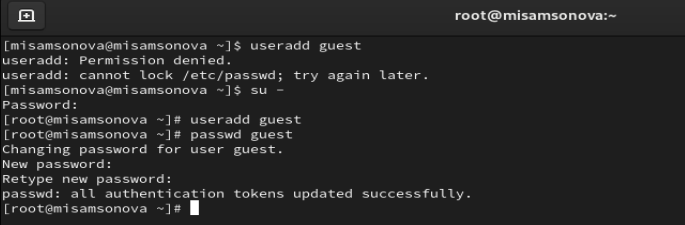 root@misamsonova:~
[misamsonova@misamsonova ~]$ useradd guest
useradd: Permission denied.
useradd: cannot lock /etc/passwd; try again later.
[misamsonova@misamsonova ~]$ su -
Password:
[root@misamsonova ~]# useradd guest
[root@misamsonova ~]# passwd guest
Changing password for user guest.
New password:
Retype new password:
passwd: all authentication tokens updated successfully.
[root@misamsonova ~]#